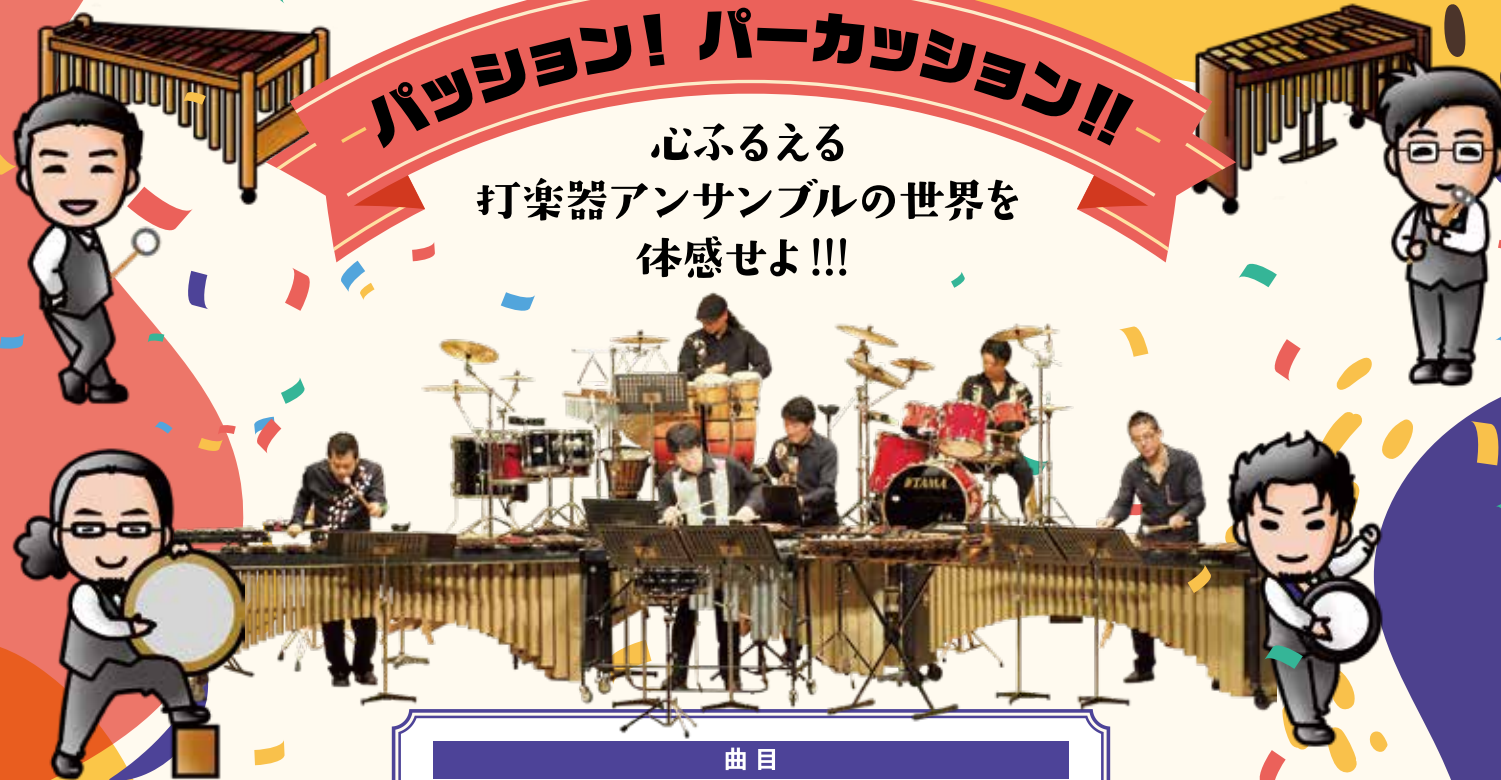 パッション! パーカッション!!
心ふるえる
打楽器アンサンブルの世界を
体感せよ!!!
TAMA
曲目